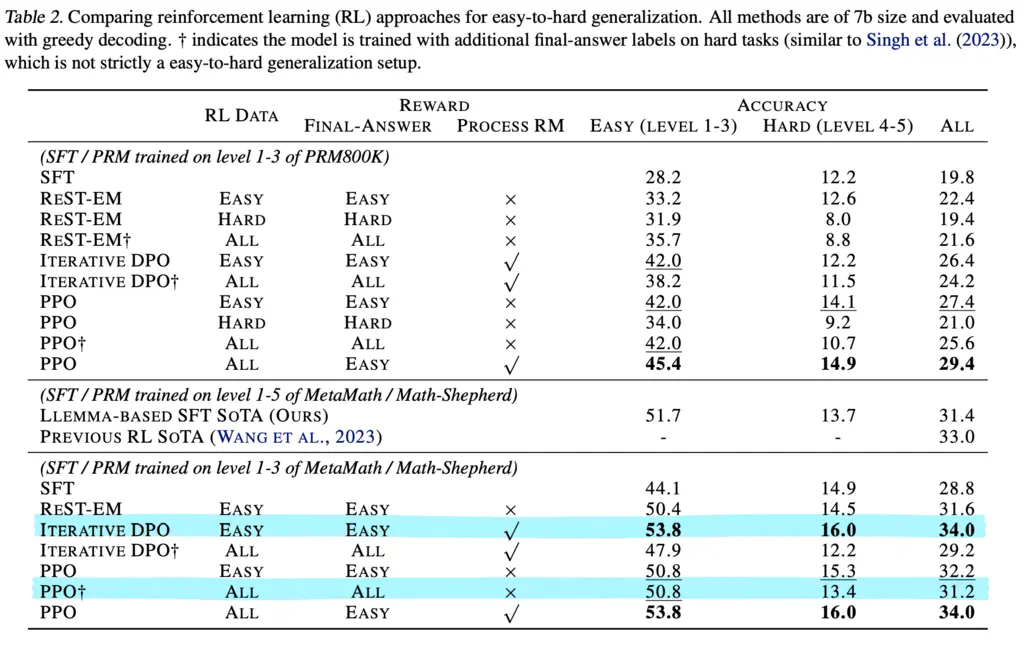 Table 2. Comparing reinforcement learning (RL) approaches for easy-to-hard generalization. All methods are of 7b size and evaluated
with greedy decoding. † indicates the model is trained with additional final-answer labels on hard tasks (similar to Singh et al. (2023)),
which is not strictly a easy-to-hard generalization setup.
RL DATA REWARD ACCURACY
FINAL-ANSWER PROCESS RM EASY (LEVEL 1-3) HARD (LEVEL 4-5) ALL
(SFT / PRM trained on level 1-3 of PRM800K)
SFT 28.2 12.2 19.8
REST-EM EASY EASY × 33.2 12.6 22.4
REST-EM HARD HARD × 31.9 8.0 19.4
REST-EM† ALL ALL × 35.7 8.8 21.6
ITERATIVE DPO EASY EASY √ 42.0 12.2 26.4
ITERATIVE DPO† ALL ALL √ 38.2 11.5 24.2
PPO EASY EASY × 42.0 14.1 27.4
PPO HARD HARD × 34.0 9.2 21.0
PPO† ALL ALL × 42.0 10.7 25.6
PPO ALL EASY √ 45.4 14.9 29.4
(SFT / PRM trained on level 1-5 of MetaMath / Math-Shepherd)
LLEMMA-BASED SFT SOTA (OURS) 51.7 13.7 31.4
PREVIOUS RL SOTA (WANG ET AL., 2023) - - 33.0
(SFT / PRM trained on level 1-3 of MetaMath / Math-Shepherd)
SFT 44.1 14.9 28.8
REST-EM EASY EASY × 50.4 14.5 31.6
ITERATIVE DPO EASY EASY √ 53.8 16.0 34.0
ITERATIVE DPO† ALL ALL √ 47.9 12.2 29.2
PPO EASY EASY × 50.8 15.3 32.2
PPO† ALL ALL × 50.8 13.4 31.2
PPO ALL EASY √ 53.8 16.0 34.0